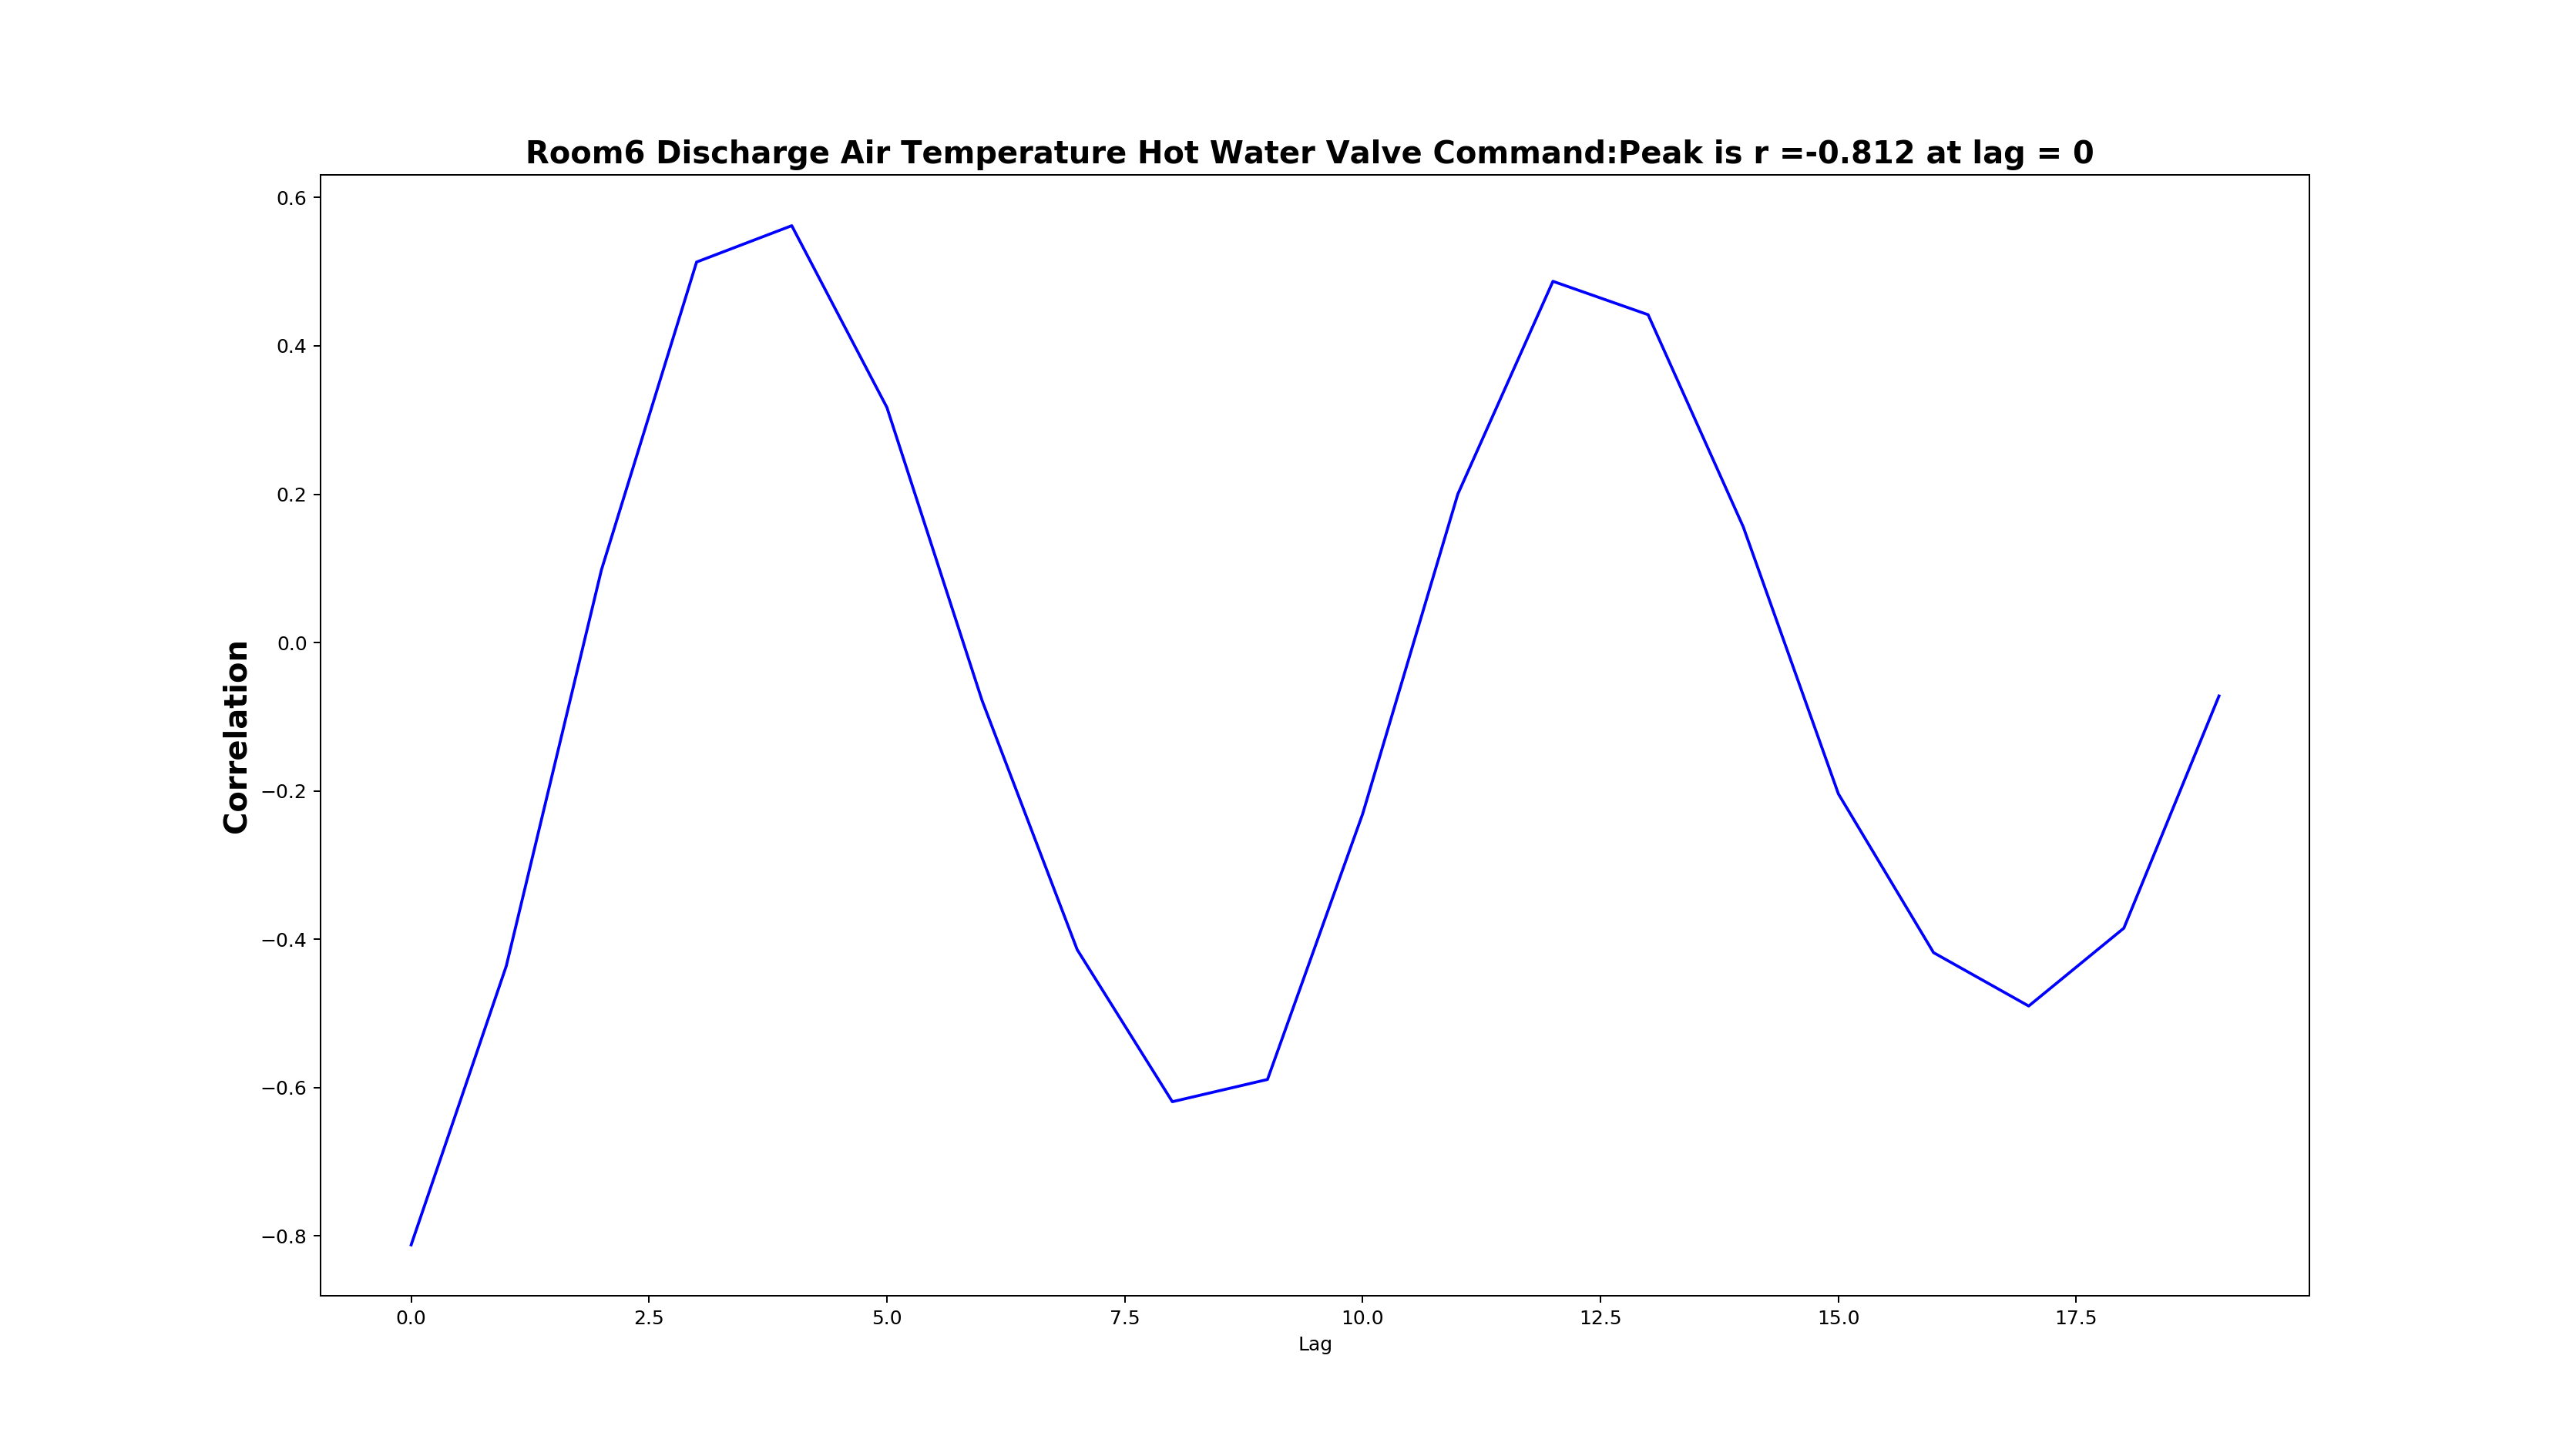 Room6 Discharge Air Temperature Hot Water Valve Command:Peak is r =-0.812 at lag = 0
0.6
0.4
0.2
0.0
−0.2
−0.4
−0.6
−0.8
Correlation
0.0 2.5 5.0 7.5 10.0 12.5 15.0 17.5
Lag